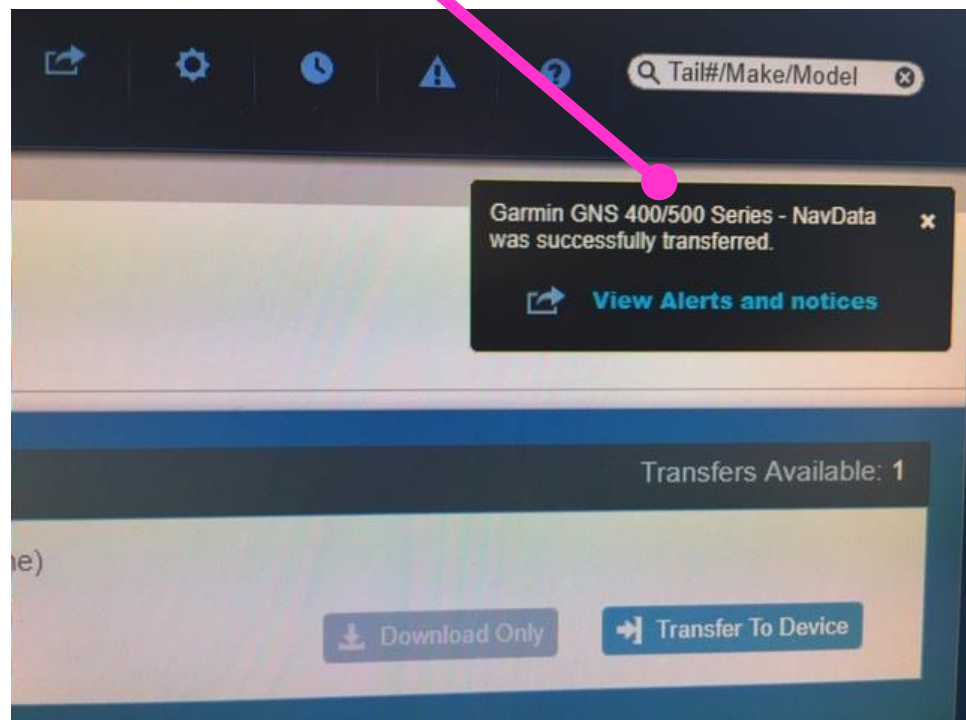 Tail#/Make/Model
Garmin GNS 400/500 Series - NavData
was successfully transferred.
View Alerts and notices
Transfers Available: 1
ne)
Download Only
Transfer To Device